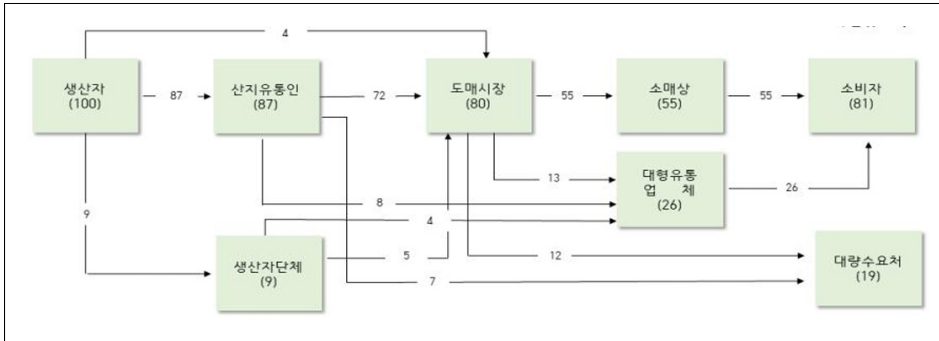 4
생산자
(100)
87
산지유통인
(87)
72
도매시장
(80)
55
소매상
(55)
55
소비자
(81)
13
대형유통
업 체
(26)
26
8
9
4
생산자단체
(9)
5
12
7
대량수요처
(19)